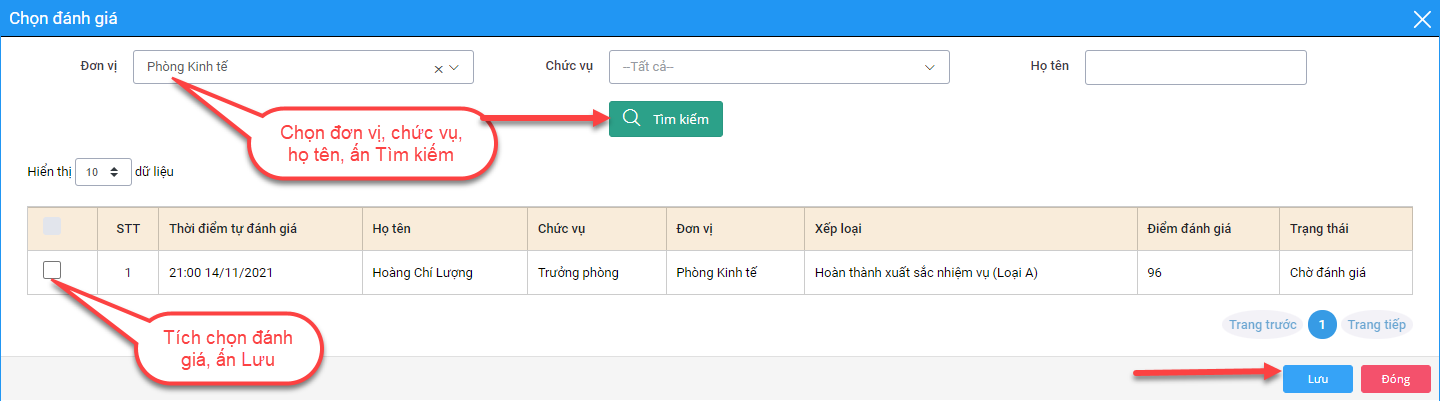 Chọn đánh giá
Đơn vị Phòng Kinh tế Chức vụ --Tất cả-- Họ tên
Tìm kiếm
Chọn đơn vị, chức vụ,
họ tên, ấn Tìm kiếm
Hiển thị 10 dữ liệu
STT Thời điểm tự đánh giá Họ tên Chức vụ Đơn vị Xếp loại Điểm đánh giá Trạng thái
1 21:00 14/11/2021 Hoàng Chí Lượng Trưởng phòng Phòng Kinh tế Hoàn thành xuất sắc nhiệm vụ (Loại A) 96 Chờ đánh giá
Tích chọn đánh
giá, ấn Lưu
Trang trước 1 Trang tiếp
Lưu Đóng